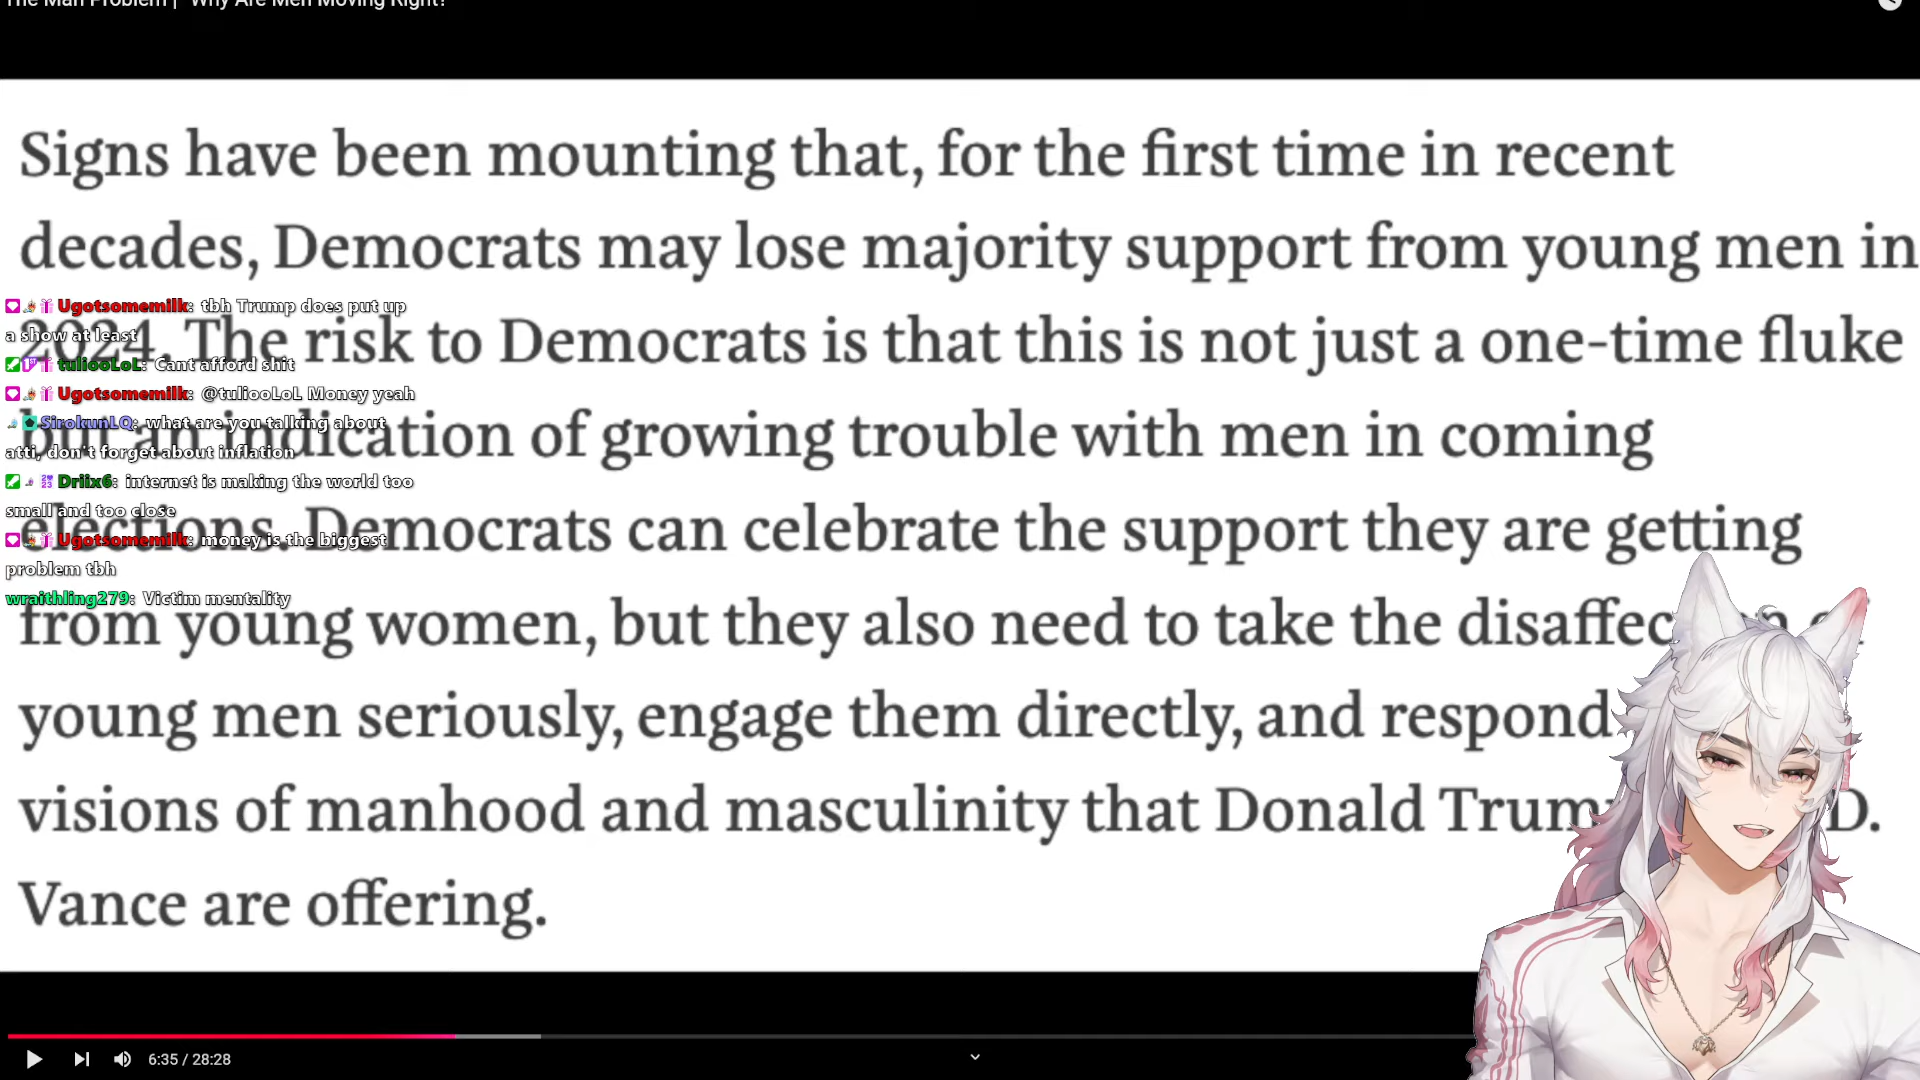 The Man Problem | "Why Are Men Moving Right?"
Signs have been mounting that, for the first time in recent
decades, Democrats may lose majority support from young men in
2024. The risk to Democrats is that this is not just a one-time fluke
but an indication of growing trouble with men in coming
elections. Democrats can celebrate the support they are getting
from young women, but they also need to take the
young men seriously, engage them directly, and respond
visions of manhood and masculinity that Donald Trump D.
Vance are offering.
Ugotsomemilk: tbh Trump does put up
a show at least
tuliooLoL: Cant afford shit
Ugotsomemilk: @tuliooLoL Money yeah
SirokunLQ: what are you talking about
atti, don't forget about inflation
Driix6: internet is making the world too
small and too close
Ugotsomemilk: money is the biggest
problem tbh
wraithling279: Victim mentality
6:35 / 28:28